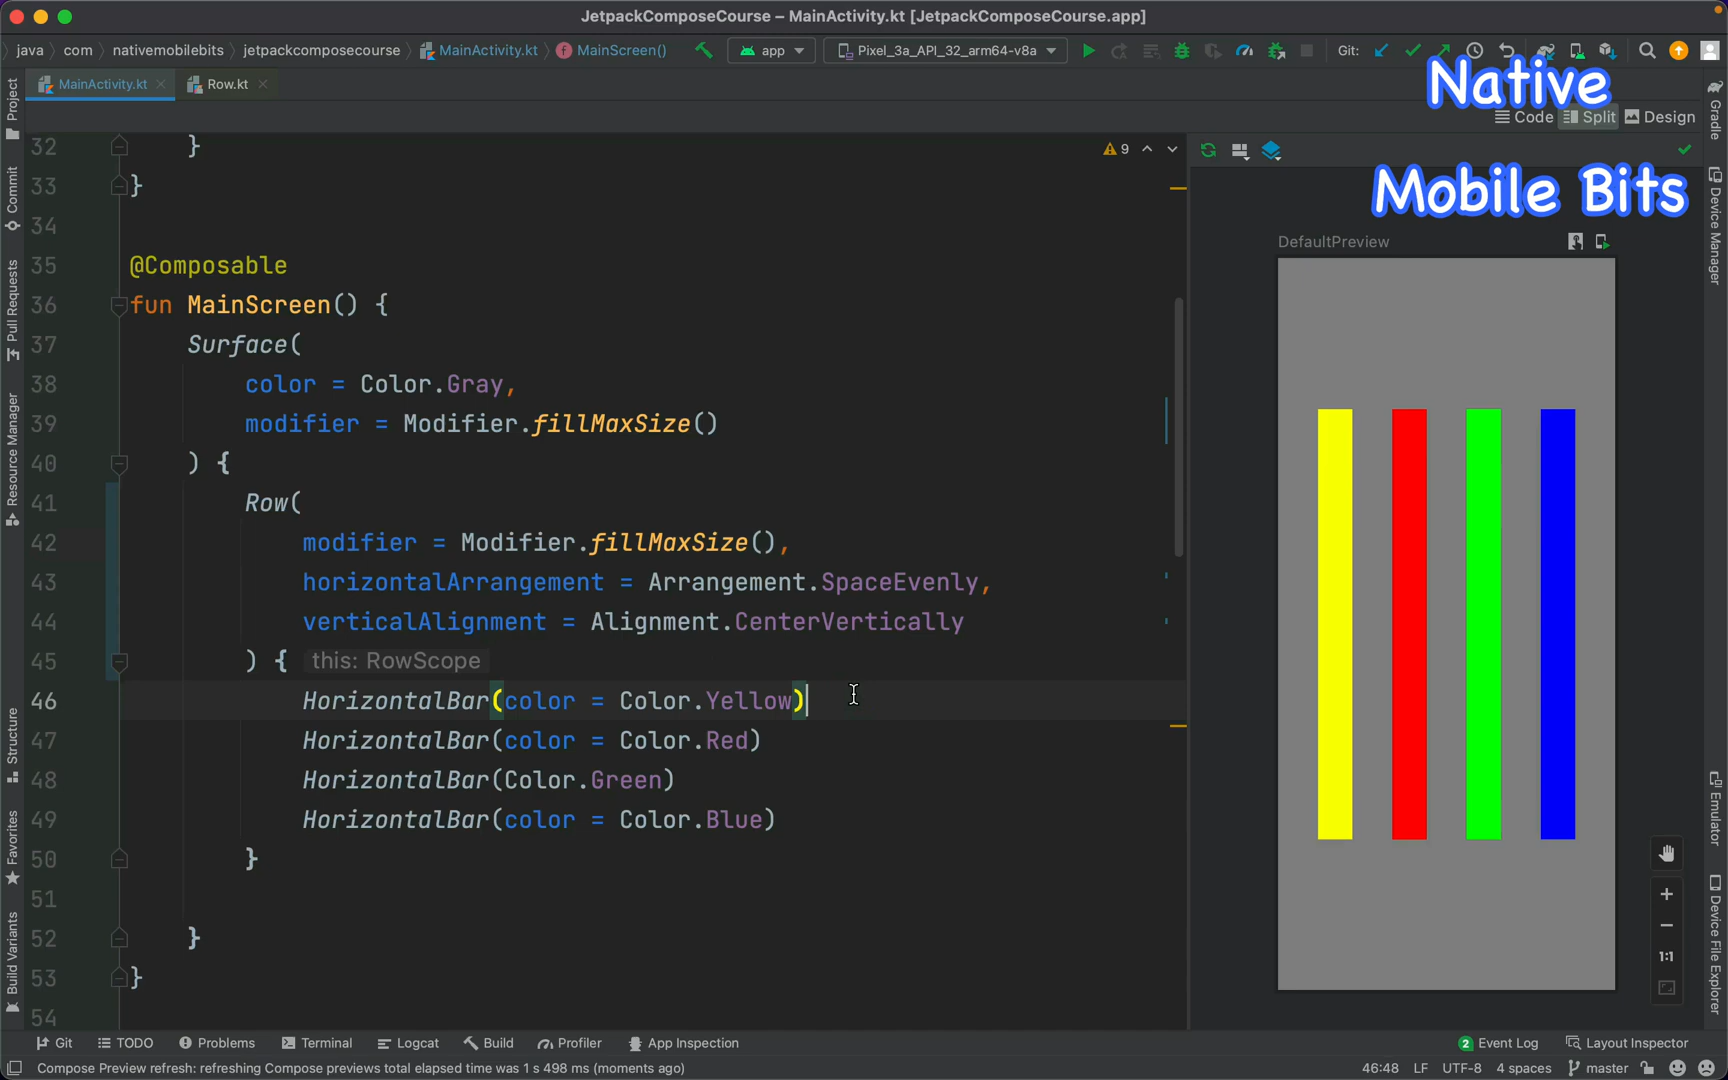 JetpackComposeCourse – MainActivity.kt [JetpackComposeCourse.app]
java com nativemobilebits jetpackcomposecourse MainActivity.kt MainScreen() app Pixel_3a_API_32_arm64-v8a Git:
MainActivity.kt Row.kt
Native
Code Split Design
Mobile Bits
9
DefaultPreview
32 }
33 }
34
35 @Composable
36 fun MainScreen() {
37 Surface(
38 color = Color.Gray,
39 modifier = Modifier.fillMaxSize()
40 ) {
41 Row(
42 modifier = Modifier.fillMaxSize(),
43 horizontalArrangement = Arrangement.SpaceEvenly,
44 verticalAlignment = Alignment.CenterVertically
45 ) { this: RowScope
46 HorizontalBar(color = Color.Yellow)
47 HorizontalBar(color = Color.Red)
48 HorizontalBar(Color.Green)
49 HorizontalBar(color = Color.Blue)
50 }
51
52 }
53 }
54
Project
Commit
Pull Requests
Resource Manager
Structure
Favorites
Build Variants
Gradle
Device Manager
Emulator
Device File Explorer
1:1
Git TODO Problems Terminal Logcat Build Profiler App Inspection 2 Event Log Layout Inspector
Compose Preview refresh: refreshing Compose previews total elapsed time was 1 s 498 ms (moments ago) 46:48 LF UTF-8 4 spaces master